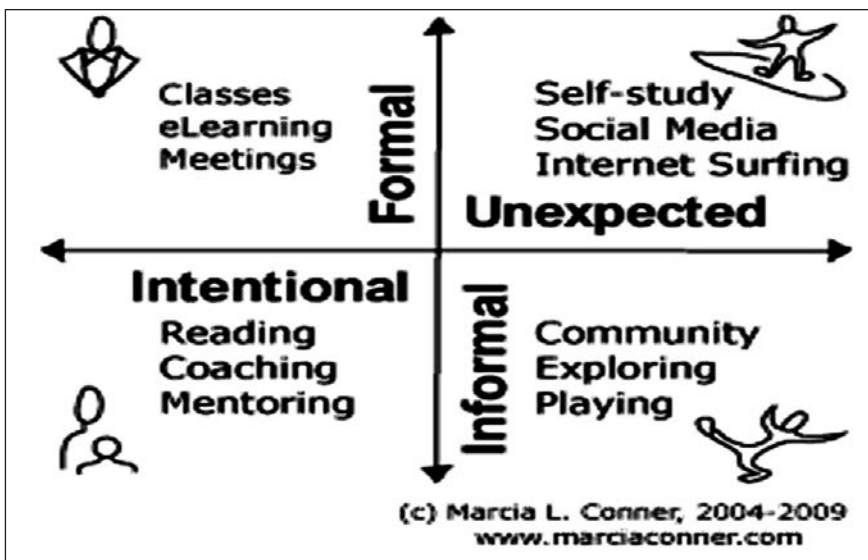 Classes
eLearning
Meetings
Formal
Self-study
Social Media
Internet Surfing
Unexpected
Intentional
Reading
Coaching
Mentoring
Informal
Community
Exploring
Playing
(c) Marcia L. Conner, 2004-2009
www.marciaconner.com